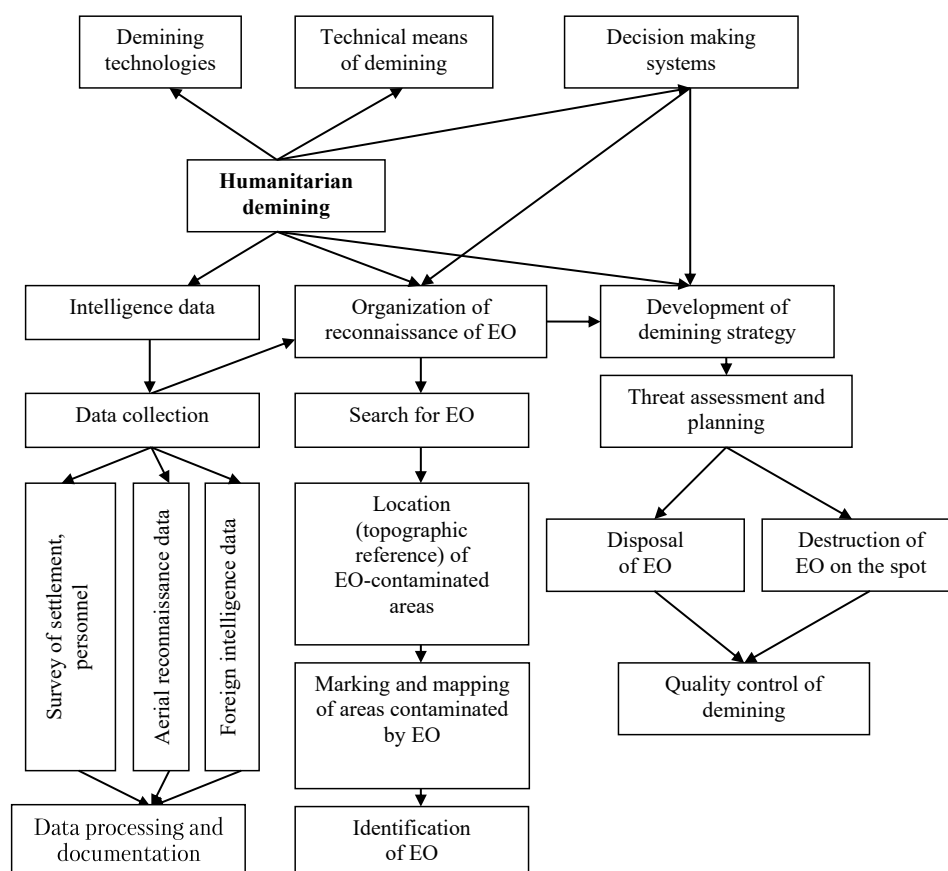 Demining
technologies
Technical means
of demining
Decision making
systems
Humanitarian
demining
Intelligence data
Organization of
reconnaissance of EO
Development of
demining strategy
Data collection
Search for EO
Threat assessment and
planning
Survey of settlement,
personnel
Aerial reconnaissance data
Foreign intelligence data
Location
(topographic
reference) of
EO-contaminated
areas
Disposal
of EO
Destruction of
EO on the spot
Marking and mapping
of areas contaminated
by EO
Quality control of
demining
Data processing and
documentation
Identification
of EO